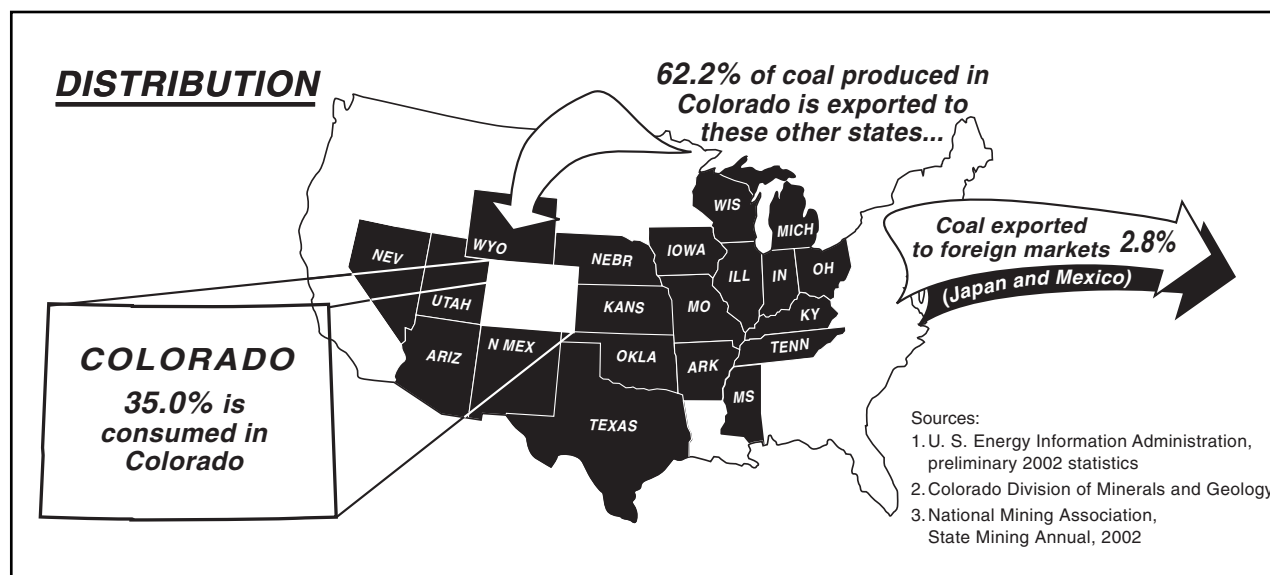 DISTRIBUTION
62.2% of coal produced in
Colorado is exported to
these other states...
WIS
MICH
WYO
NEV
NEBR
IOWA
Coal exported
to foreign markets 2.8%
(Japan and Mexico)
UTAH
KANS
MO
ILL
IN
OH
KY
TENN
ARIZ
N MEX
OKLA
ARK
MS
TEXAS
COLORADO
35.0% is
consumed in
Colorado
Sources:
1. U. S. Energy Information Administration,
preliminary 2002 statistics
2. Colorado Division of Minerals and Geology
3. National Mining Association,
State Mining Annual, 2002